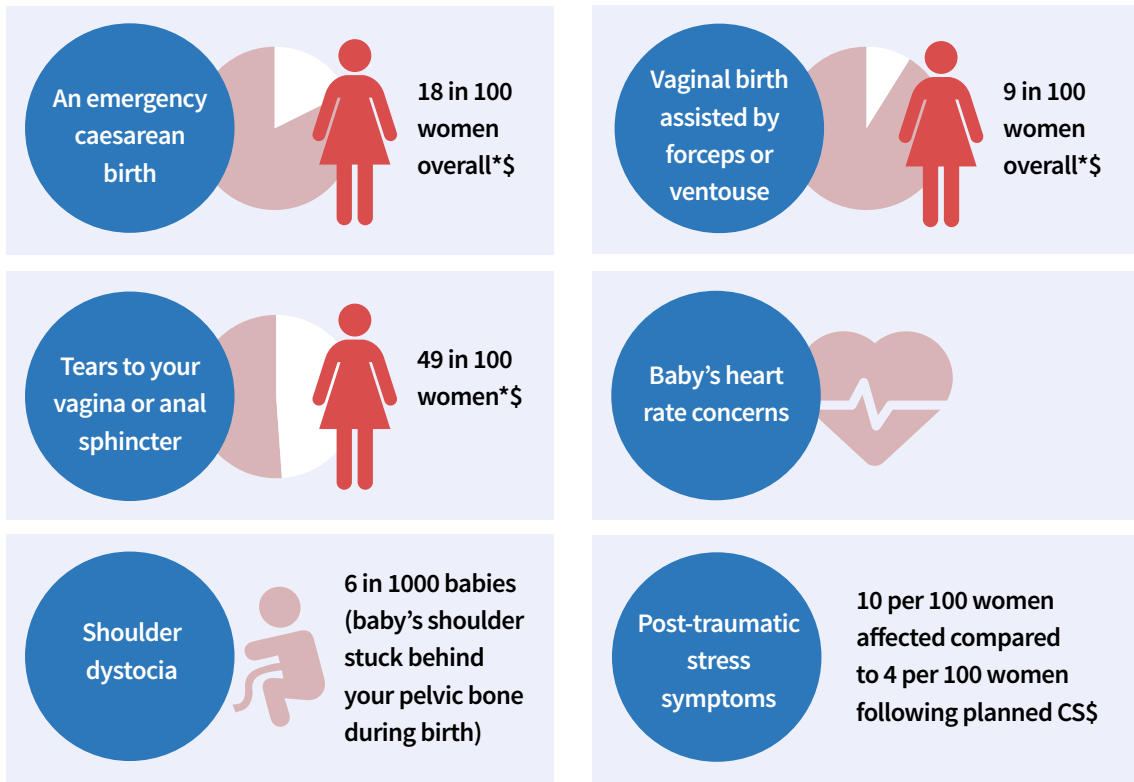 An emergency
caesarean
birth
18 in 100
women
overall*$
Vaginal birth
assisted by
forceps or
ventouse
9 in 100
women
overall*$
Tears to your
vagina or anal
sphincter
49 in 100
women*$
Baby’s heart
rate concerns
Shoulder
dystocia
6 in 1000 babies
(baby’s shoulder
stuck behind
your pelvic bone
during birth)
Post-traumatic
stress
symptoms
10 per 100 women
affected compared
to 4 per 100 women
following planned CS$